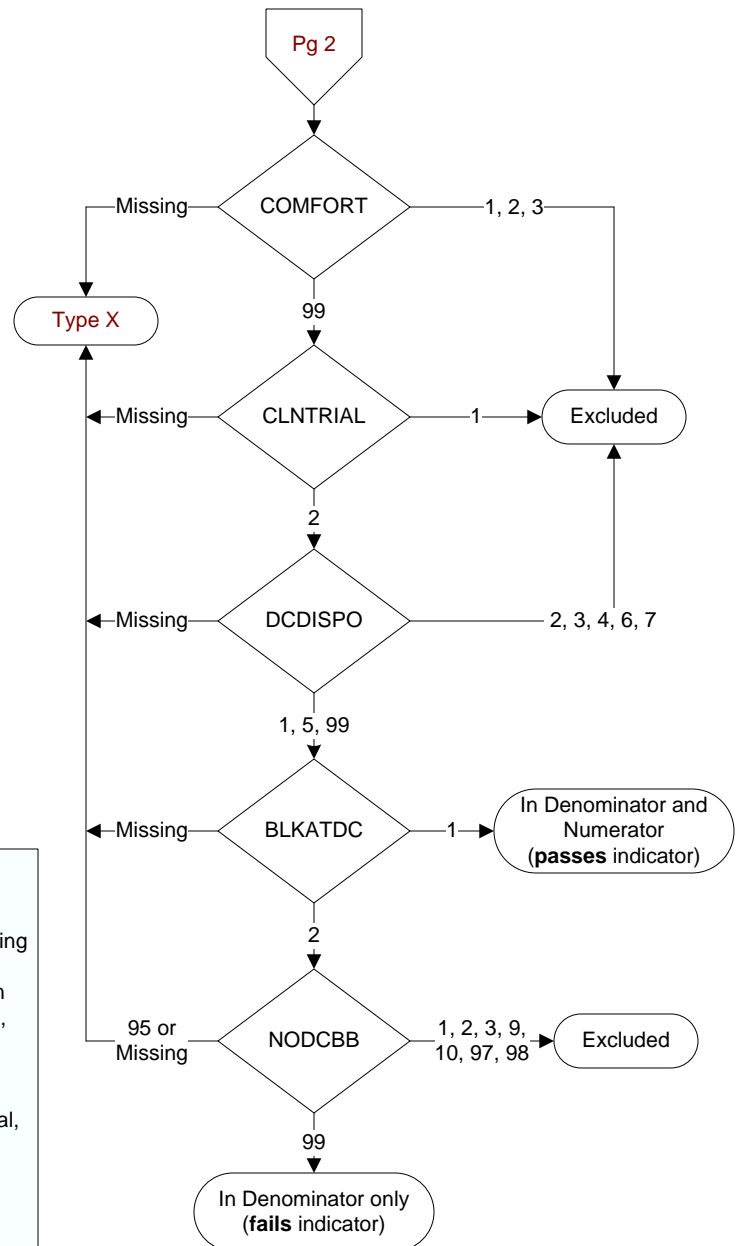 Pg 2
COMFORT
Missing
1, 2, 3
99
Type X
CLNTRIAL
Missing
1
Excluded
2
DCDISPO
Missing
2, 3, 4, 6, 7
1, 5, 99
BLKATDC
Missing
1
In Denominator and
Numerator
(passes indicator)
2
NODCBB
95 or
Missing
1, 2, 3, 9,
10, 97, 98
Excluded
99
In Denominator only
(fails indicator)